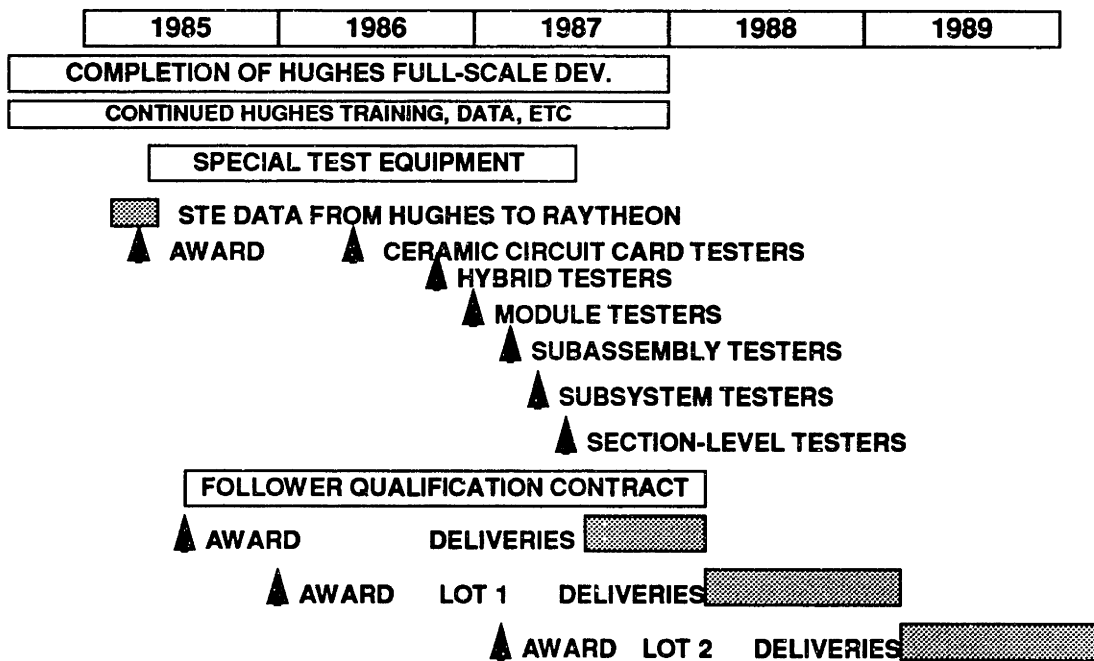 1985 1986 1987 1988 1989
COMPLETION OF HUGHES FULL-SCALE DEV.
CONTINUED HUGHES TRAINING, DATA, ETC
SPECIAL TEST EQUIPMENT
STE DATA FROM HUGHES TO RAYTHEON
AWARD CERAMIC CIRCUIT CARD TESTERS
HYBRID TESTERS
MODULE TESTERS
SUBASSEMBLY TESTERS
SUBSYSTEM TESTERS
SECTION-LEVEL TESTERS
FOLLOWER QUALIFICATION CONTRACT
AWARD DELIVERIES
AWARD LOT 1 DELIVERIES
AWARD LOT 2 DELIVERIES